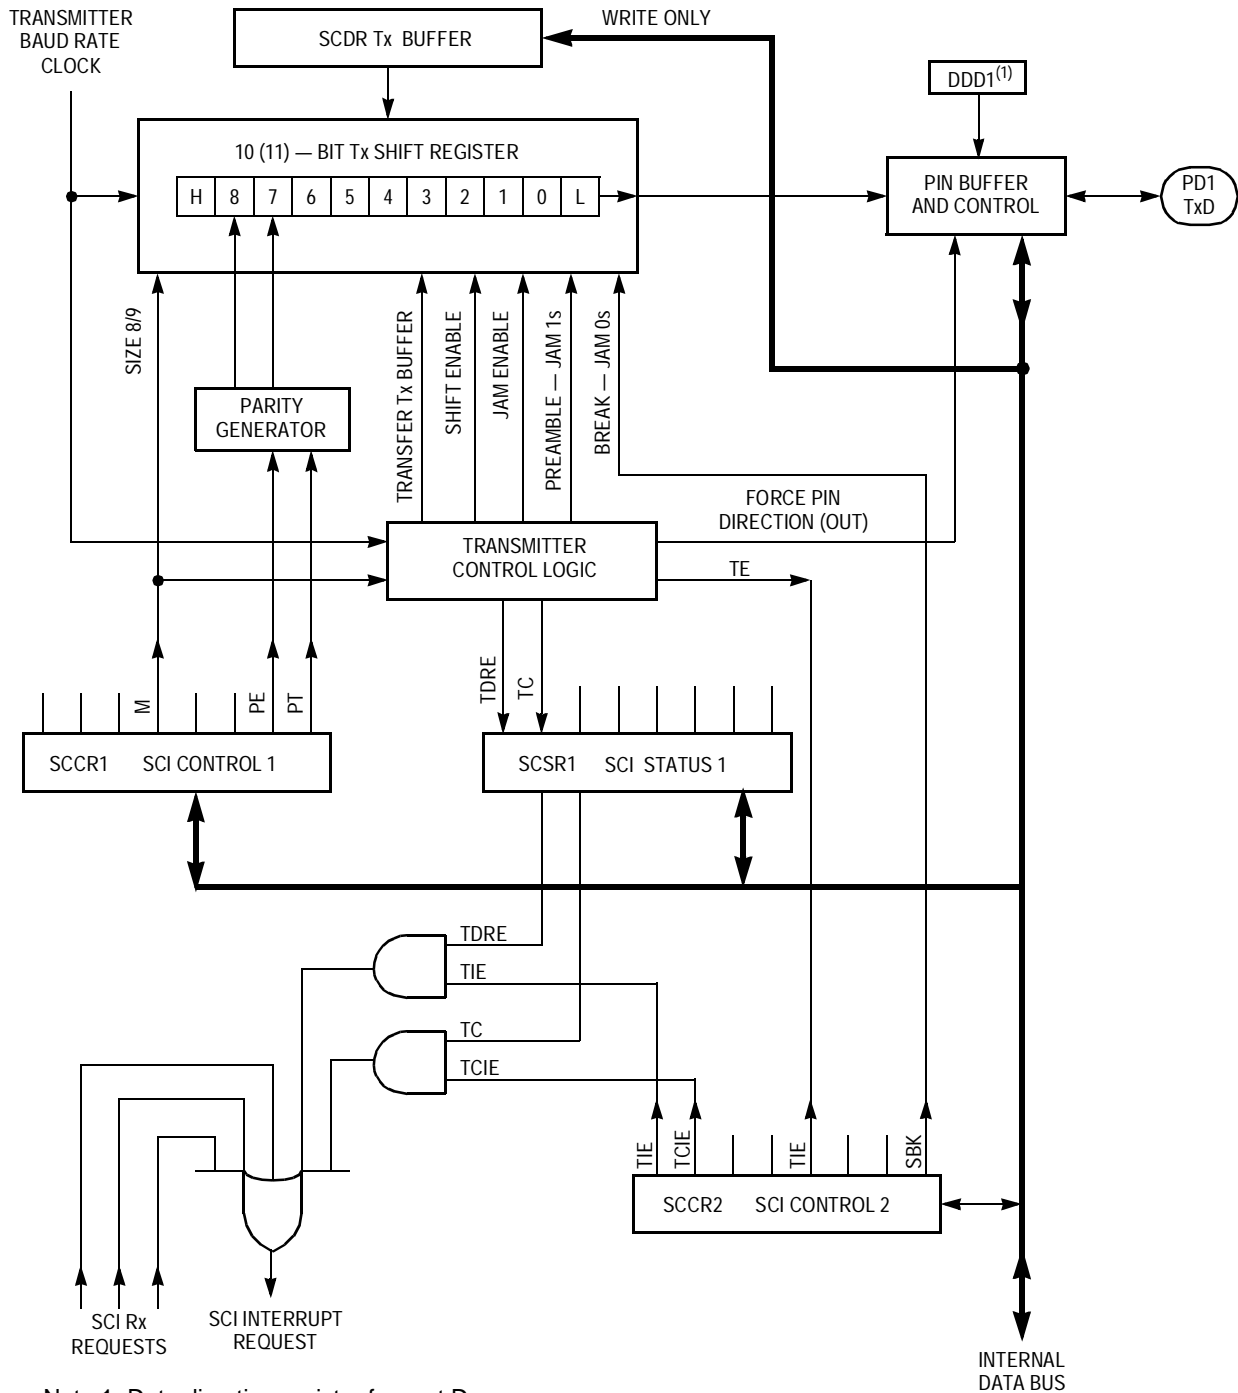 TRANSMITTER
BAUD RATE
CLOCK
SCDR Tx BUFFER
WRITE ONLY
DDD1(1)
10 (11) — BIT Tx SHIFT REGISTER
H 8 7 6 5 4 3 2 1 0 L
PIN BUFFER
AND CONTROL
PD1
TxD
SIZE 8/9
TRANSFER Tx BUFFER
SHIFT ENABLE
JAM ENABLE
PREAMBLE — JAM 1s
BREAK — JAM 0s
PARITY
GENERATOR
FORCE PIN
DIRECTION (OUT)
TRANSMITTER
CONTROL LOGIC
TE
TDRE
TC
M
PE
PT
SCCR1 SCI CONTROL 1
SCSR1 SCI STATUS 1
TDRE
TIE
TC
TCIE
TIE
TCIE
TIE
SBK
SCCR2 SCI CONTROL 2
SCI Rx
REQUESTS
SCI INTERRUPT
REQUEST
INTERNAL
DATA BUS